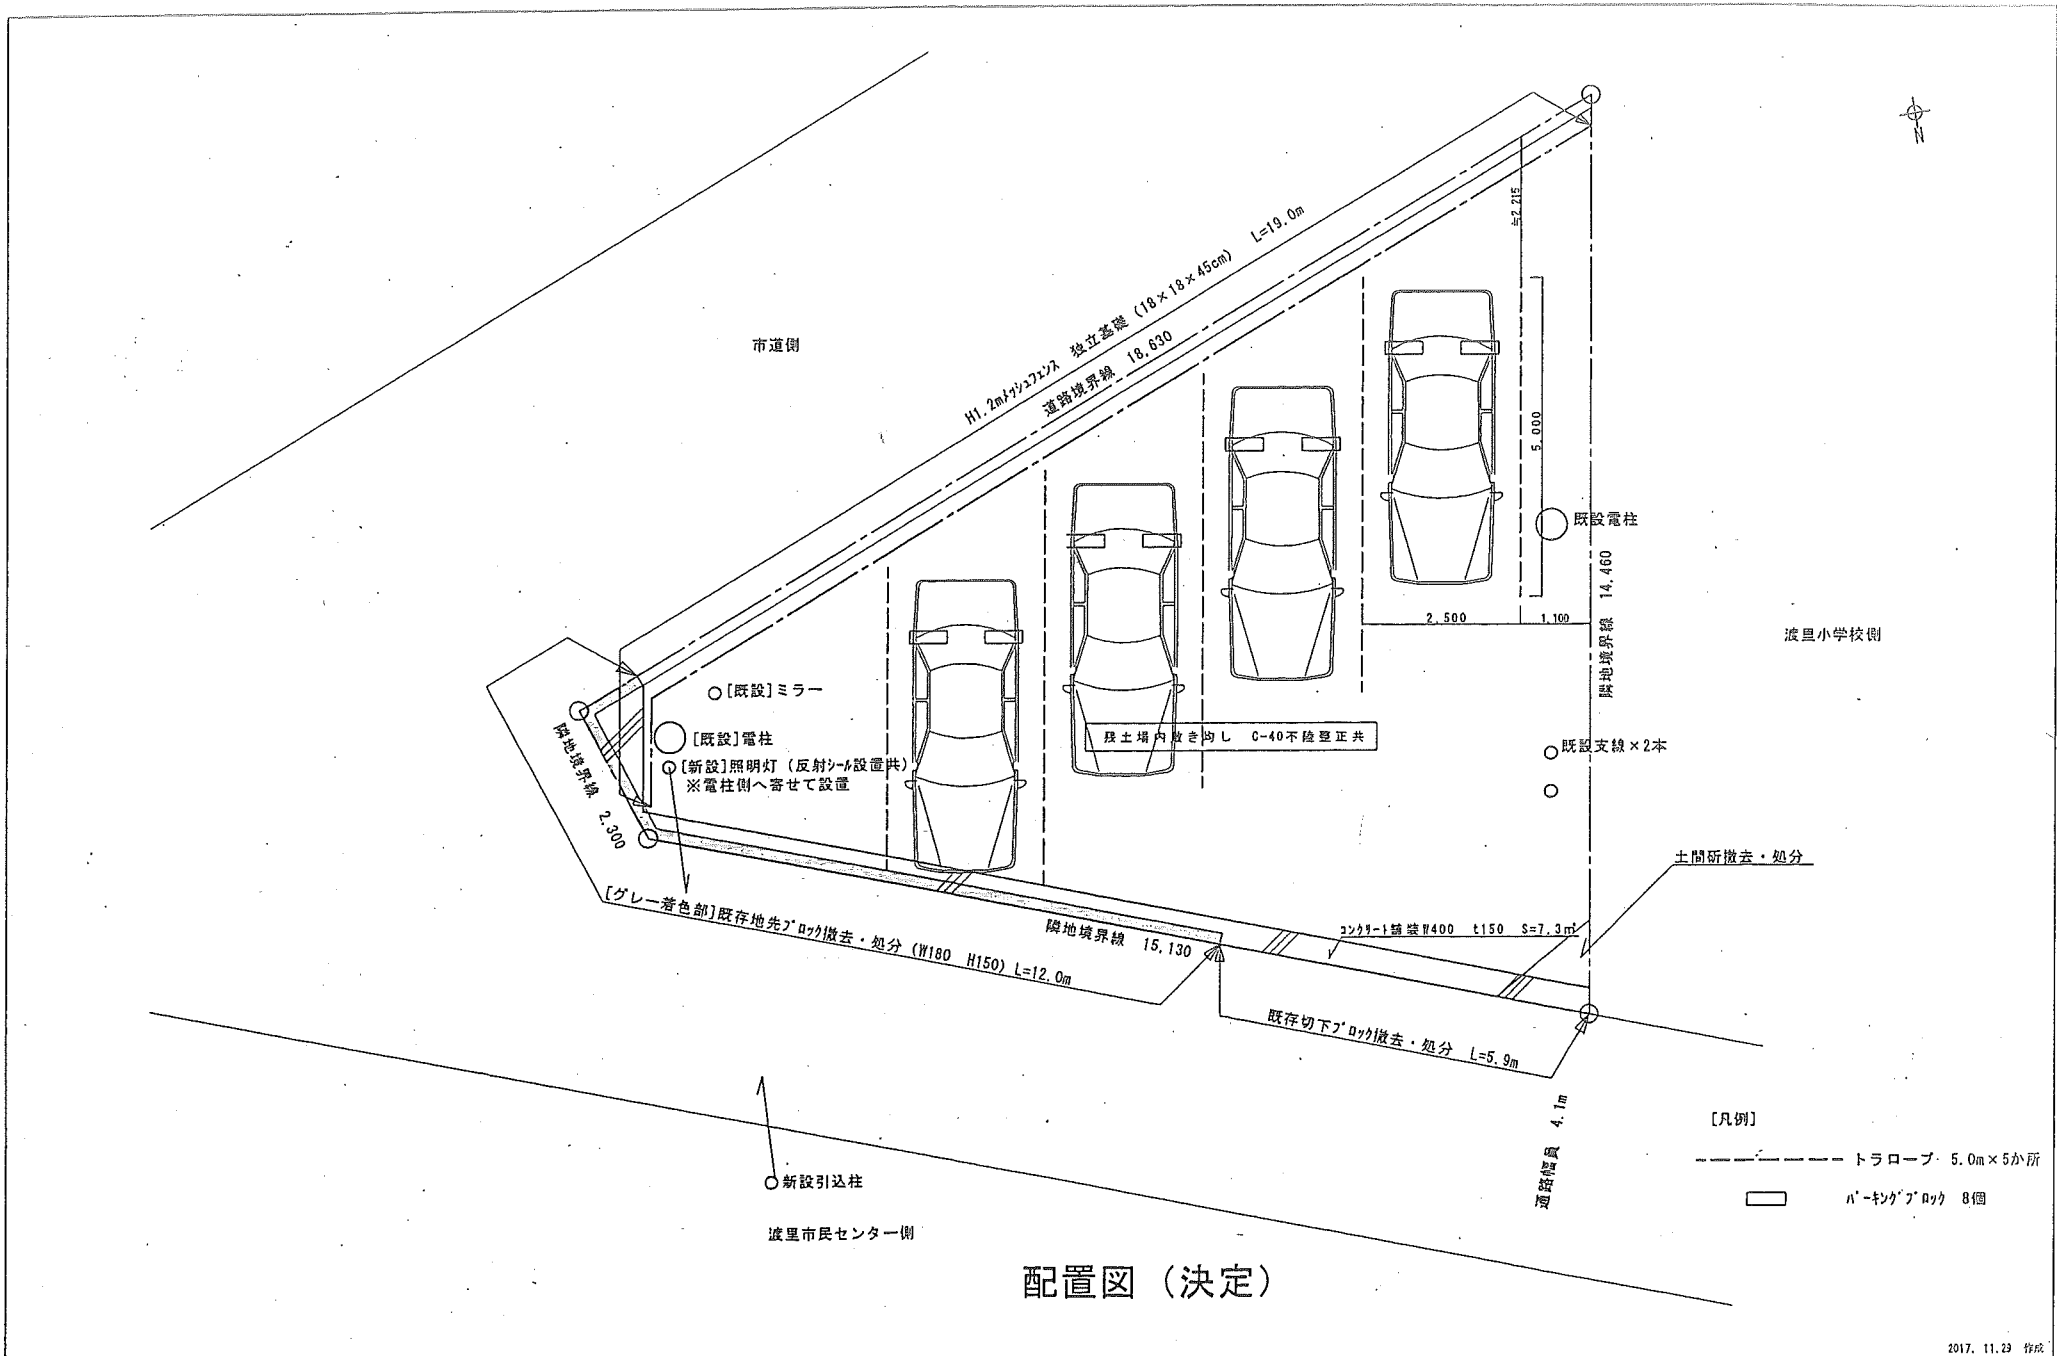 N
市道側
H1.2mメッシュフェンス 独立基礎 (18×18×45cm) L=19.0m
道路境界線 18,630
≒2,215
5,000
既設電柱
2,500
1,100
隣地境界線 14,460
渡里小学校側
[既設]ミラー
[既設]電柱
[新設]照明灯 (反射シール設置共)
※電柱側へ寄せて設置
残土場内敷き均し C-40不陸整正共
既設支線×2本
隣地境界線 2,300
土間斫撤去・処分
[グレー着色部]既存地先ブロック撤去・処分 (W180 H150) L=12.0m
隣地境界線 15,130
コンクリート舗装W400 t150 S=7.3㎡
既存切下ブロック撤去・処分 L=5.9m
通路幅員 4.1m
新設引込柱
渡里市民センター側
[凡例]
トラロープ 5.0m×5か所
パーキングブロック 8個
配置図 (決定)
2017. 11.29 作成